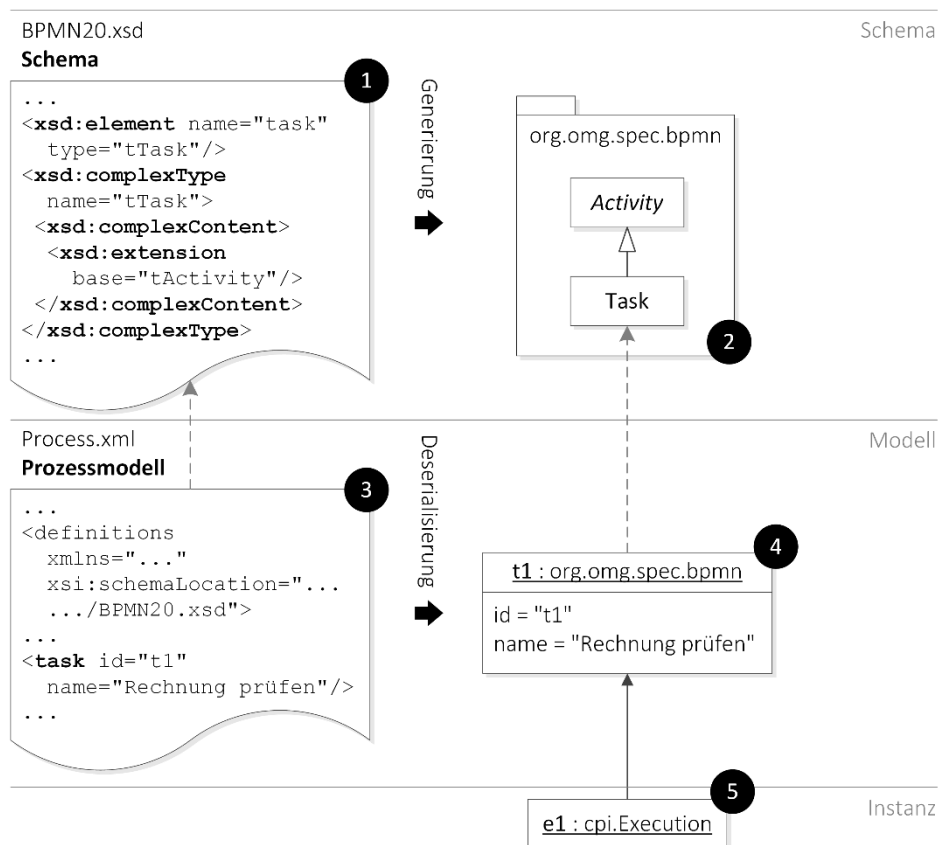 BPMN20.xsd
Schema
Schema
1
...
<xsd:element name="task"
type="tTask"/>
<xsd:complexType
name="tTask">
<xsd:complexContent>
<xsd:extension
base="tActivity"/>
</xsd:complexContent>
</xsd:complexType>
...
Generierung
org.omg.spec.bpmn
Activity
Task
2
Process.xml
Prozessmodell
Modell
3
...
<definitions
xmlns="..."
xsi:schemaLocation="...
.../BPMN20.xsd">
...
<task id="t1"
name="Rechnung prüfen"/>
...
Deserialisierung
4
t1 : org.omg.spec.bpmn
id = "t1"
name = "Rechnung prüfen"
5
Instanz
e1 : cpi.Execution